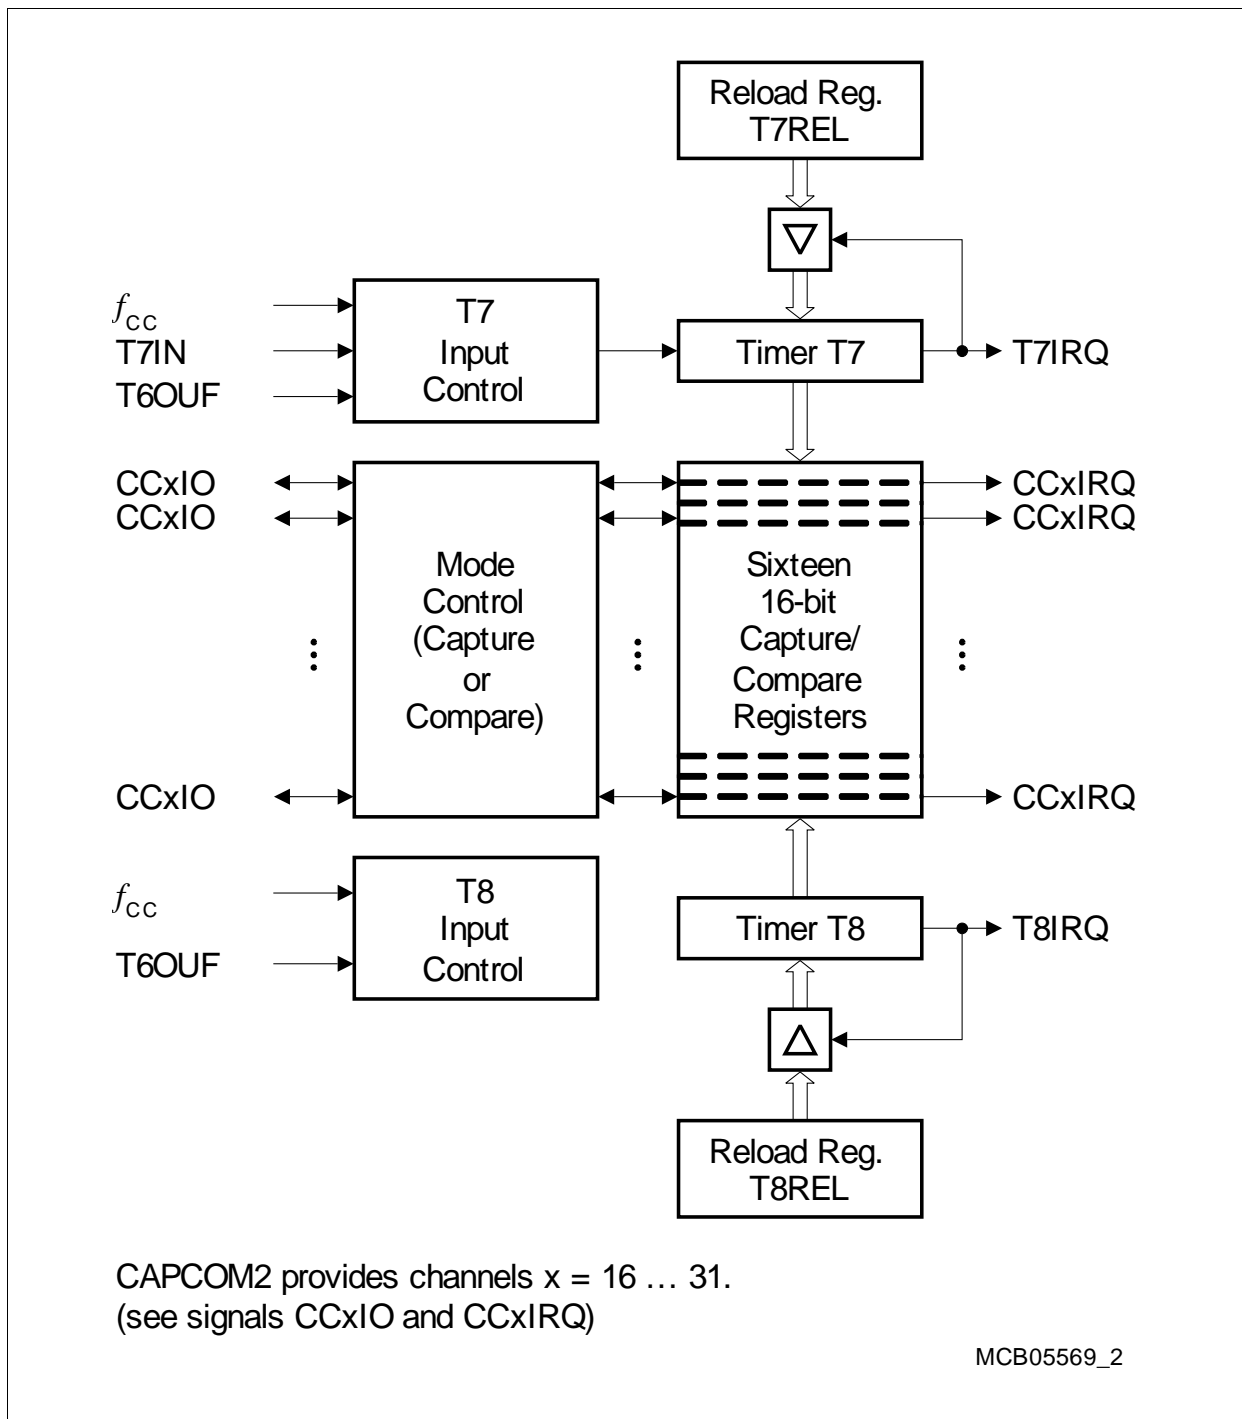 Reload Reg.
T7REL
f CC
T7IN
T6OUF
T7
Input
Control
Timer T7
T7IRQ
CCxIO
CCxIO
CCxIO
Mode
Control
(Capture
or
Compare)
Sixteen
16-bit
Capture/
Compare
Registers
CCxIRQ
CCxIRQ
CCxIRQ
f CC
T6OUF
T8
Input
Control
Timer T8
T8IRQ
Reload Reg.
T8REL
CAPCOM2 provides channels x = 16 … 31.
(see signals CCxIO and CCxIRQ)
MCB05569_2